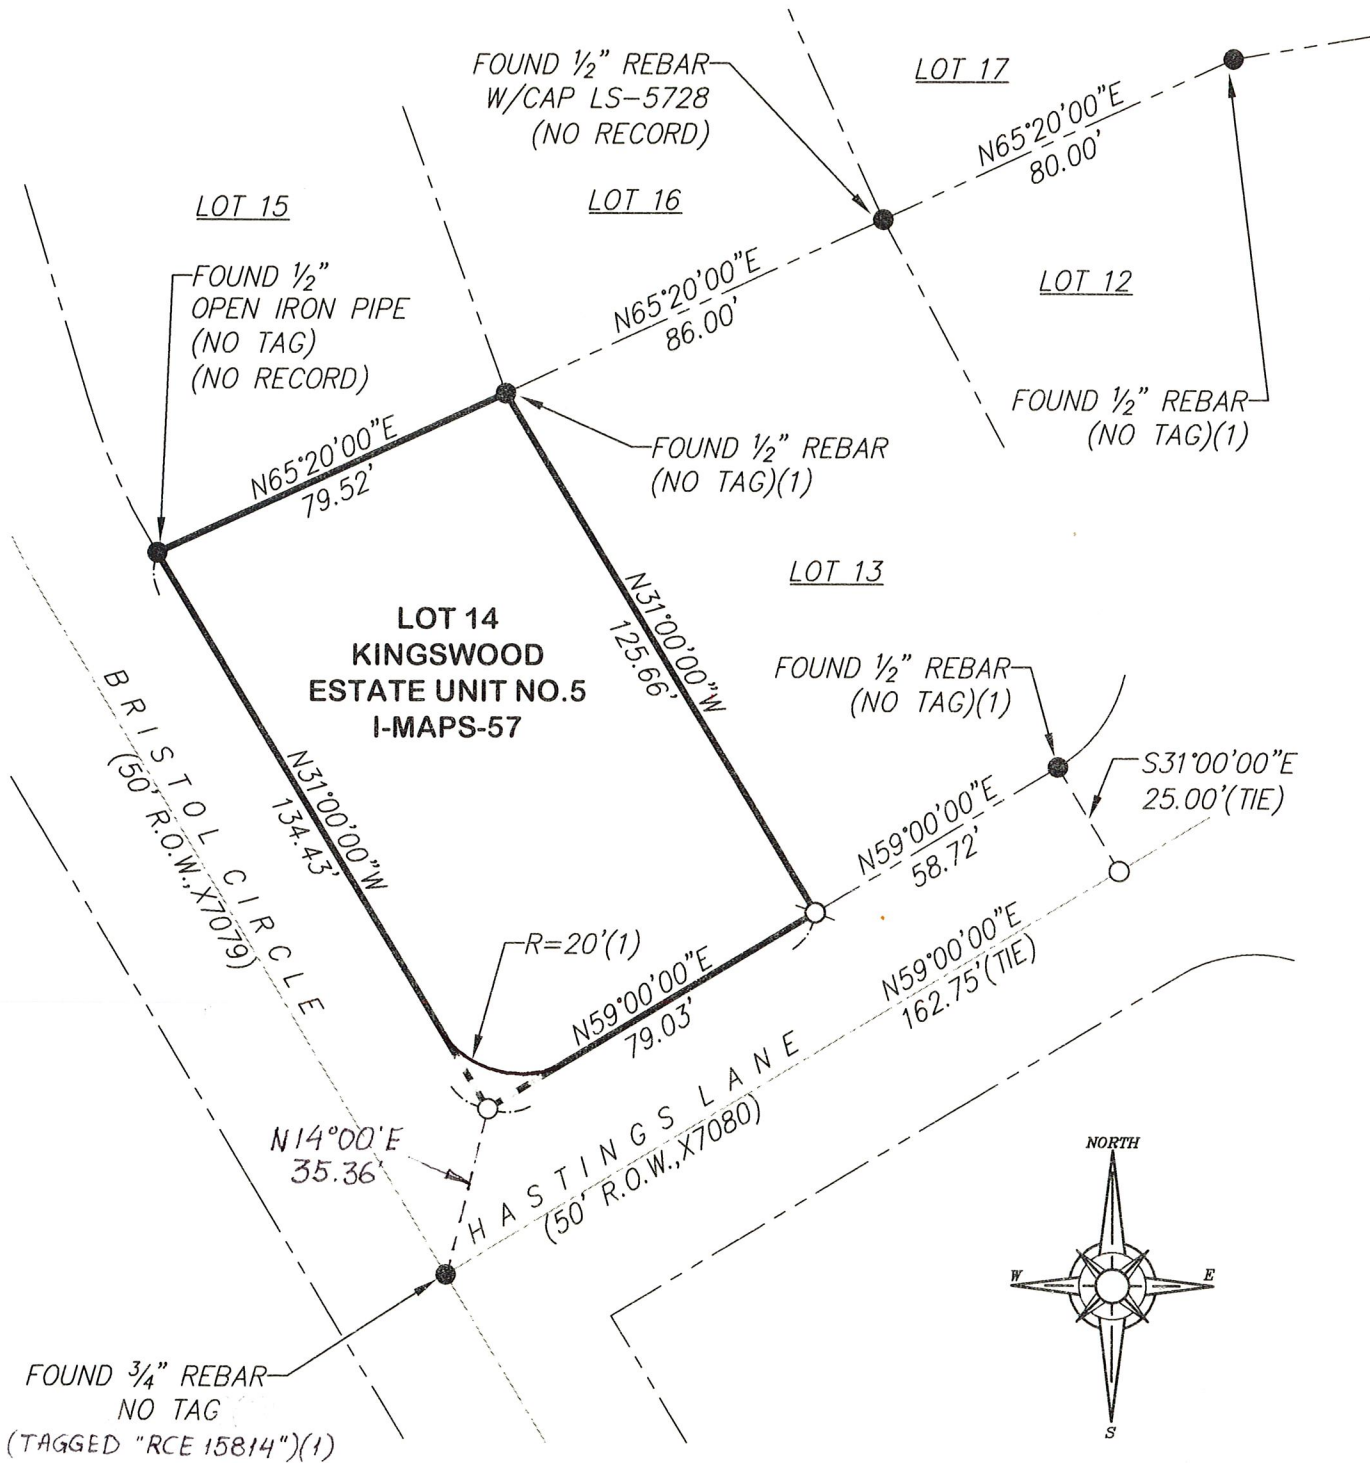 FOUND ½" REBAR
W/CAP LS-5728
(NO RECORD)
LOT 17
N65°20'00"E
80.00'
LOT 15
LOT 16
FOUND ½"
OPEN IRON PIPE
(NO TAG)
(NO RECORD)
N65°20'00"E
86.00'
LOT 12
FOUND ½" REBAR
(NO TAG)(1)
N65°20'00"E
79.52'
FOUND ½" REBAR
(NO TAG)(1)
LOT 13
N31°00'00"W
125.66'
LOT 14
KINGSWOOD
ESTATE UNIT NO.5
I-MAPS-57
FOUND ½" REBAR
(NO TAG)(1)
S31°00'00"E
25.00'(TIE)
BRISTOL CIRCLE
(50' R.O.W.,X7079)
N31°00'00"W
134.43'
N59°00'00"E
58.72'
R=20'(1)
N59°00'00"E
79.03'
N59°00'00"E
162.75'(TIE)
HASTINGS LANE
(50' R.O.W.,X7080)
N14°00'E
35.36'
NORTH
W
E
S
FOUND ¾" REBAR
NO TAG
(TAGGED "RCE 15814")(1)